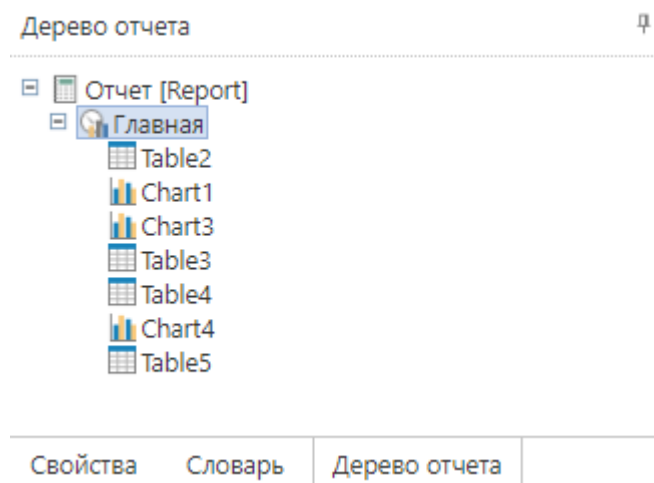 Дерево отчета
Отчет [Report]
Главная
Table2
Chart1
Chart3
Table3
Table4
Chart4
Table5
Свойства Словарь Дерево отчета